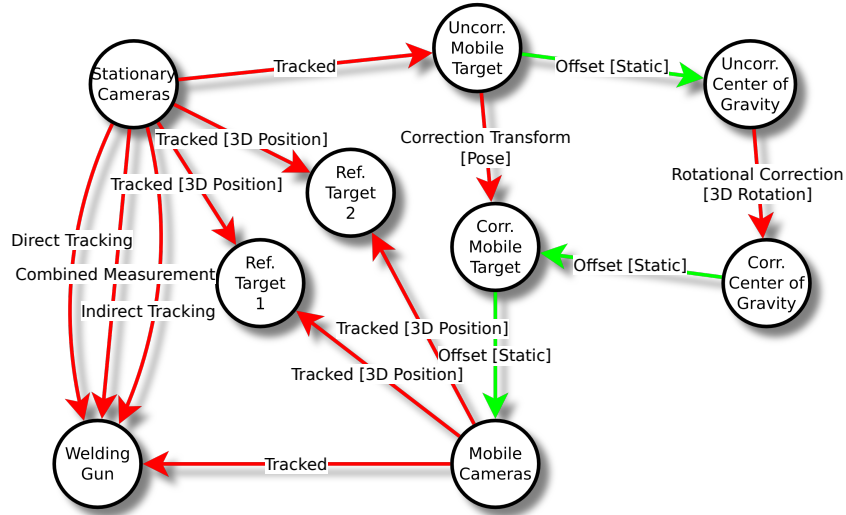 Uncorr.
Mobile
Target
Stationary
Cameras
Tracked
Offset [Static]
Uncorr.
Center of
Gravity
Tracked [3D Position]
Correction Transform
[Pose]
Ref.
Target
2
Tracked [3D Position]
Rotational Correction
[3D Rotation]
Direct Tracking
Corr.
Mobile
Target
Combined Measurement
Ref.
Target
1
Offset [Static]
Corr.
Center of
Gravity
Indirect Tracking
Tracked [3D Position]
Offset [Static]
Tracked [3D Position]
Welding
Gun
Tracked
Mobile
Cameras